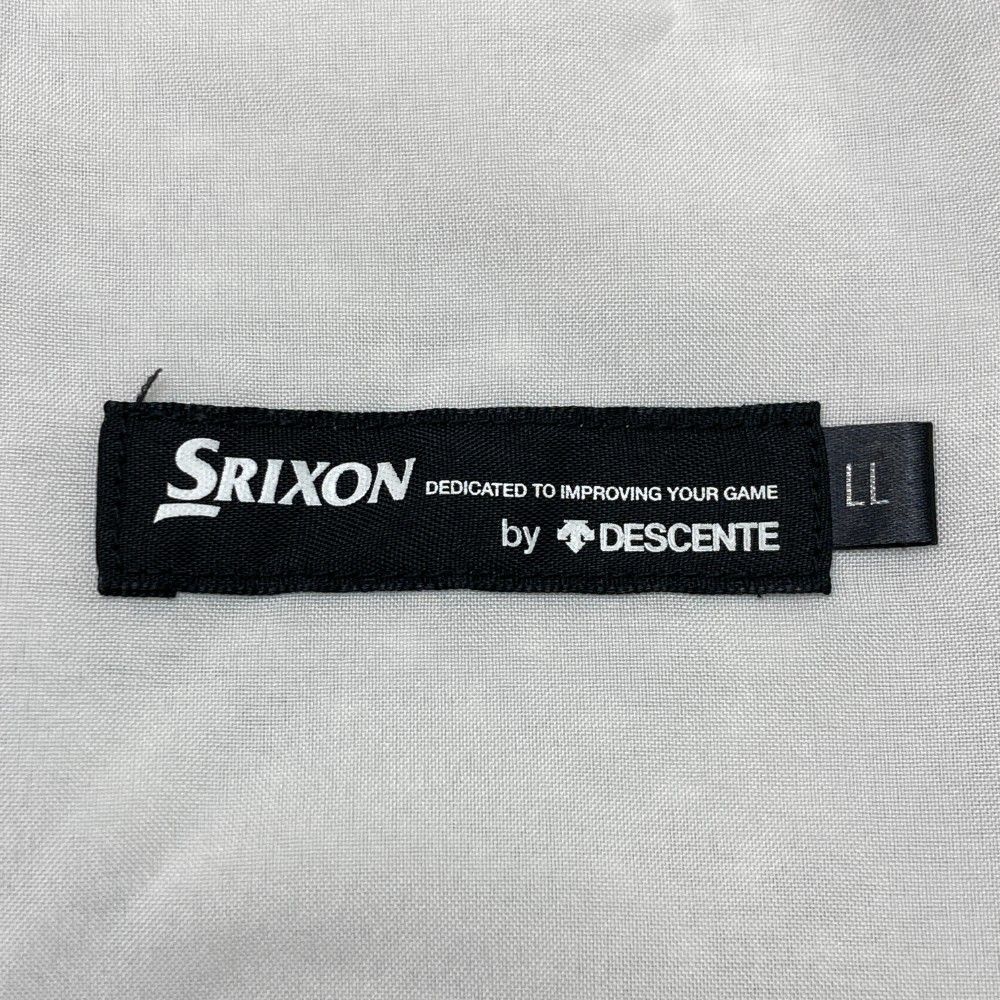 SRIXON DEDICATED TO IMPROVING YOUR GAME
by DESCENTE
LL